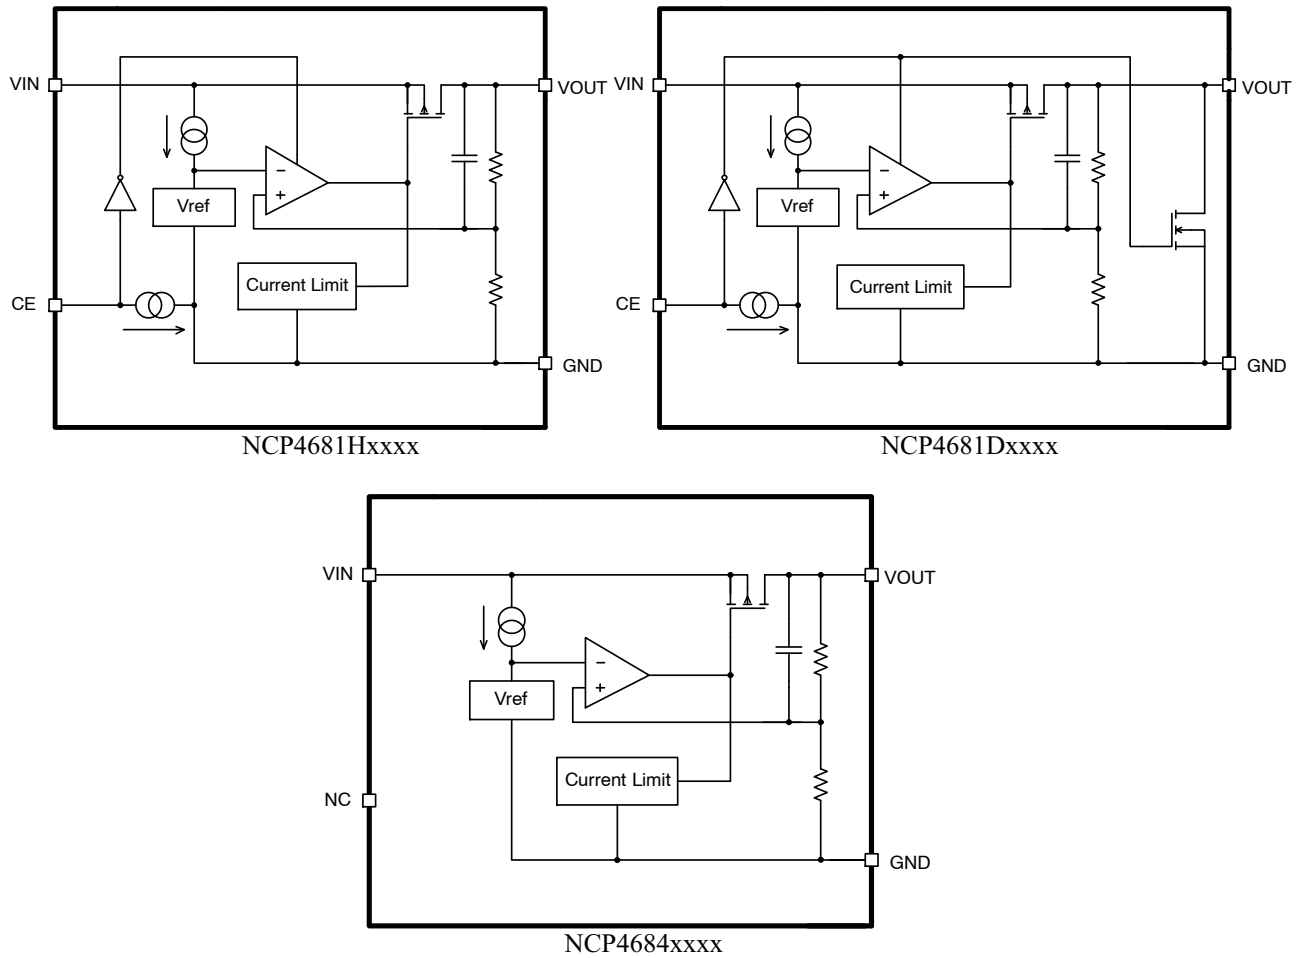 VIN
VOUT
−
+
Vref
Current Limit
CE
GND
NCP4681Hxxxx
VIN
VOUT
−
+
Vref
Current Limit
CE
GND
NCP4681Dxxxx
VIN
VOUT
−
+
Vref
Current Limit
NC
GND
NCP4684xxxx